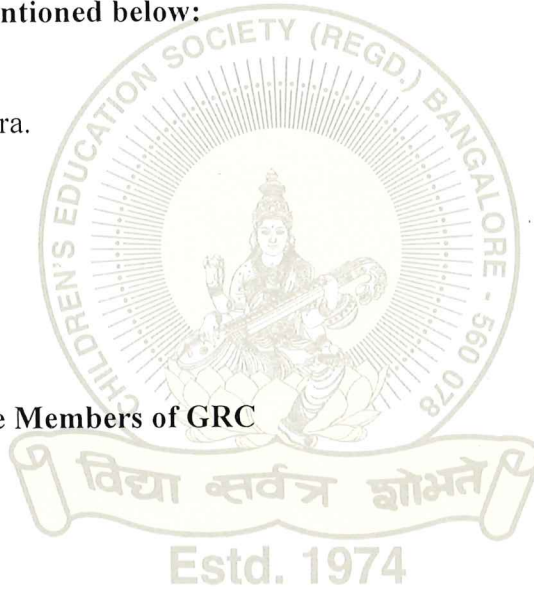 ntioned below:
CHILDREN'S EDUCATION SOCIETY (REGD.) BANGALORE - 560 078
ra.
e Members of GRC
विद्या सर्वत्र शोभते
Estd. 1974